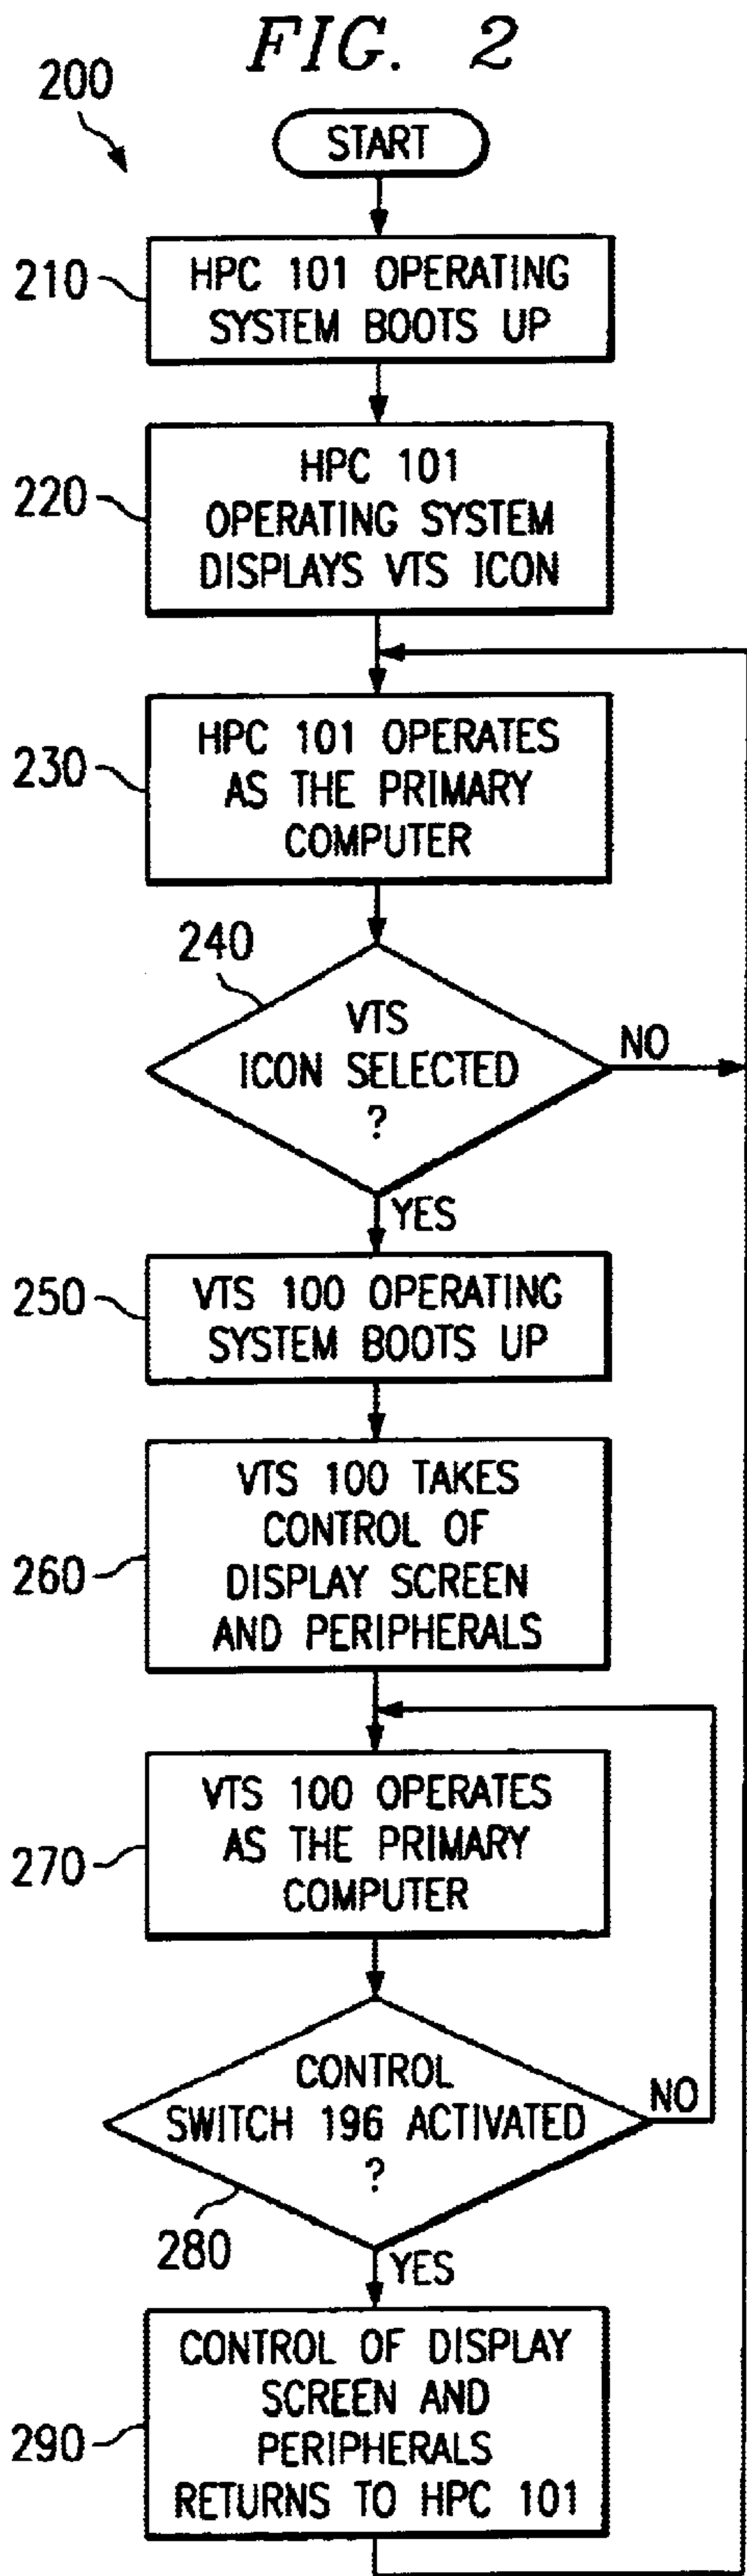 FIG. 2
200
START
210
HPC 101 OPERATING
SYSTEM BOOTS UP
220
HPC 101
OPERATING SYSTEM
DISPLAYS VTS ICON
230
HPC 101 OPERATES
AS THE PRIMARY
COMPUTER
240
VTS
ICON SELECTED
?
NO
YES
250
VTS 100 OPERATING
SYSTEM BOOTS UP
260
VTS 100 TAKES
CONTROL OF
DISPLAY SCREEN
AND PERIPHERALS
270
VTS 100 OPERATES
AS THE PRIMARY
COMPUTER
CONTROL
SWITCH 196 ACTIVATED
?
NO
280
YES
290
CONTROL OF DISPLAY
SCREEN AND
PERIPHERALS
RETURNS TO HPC 101